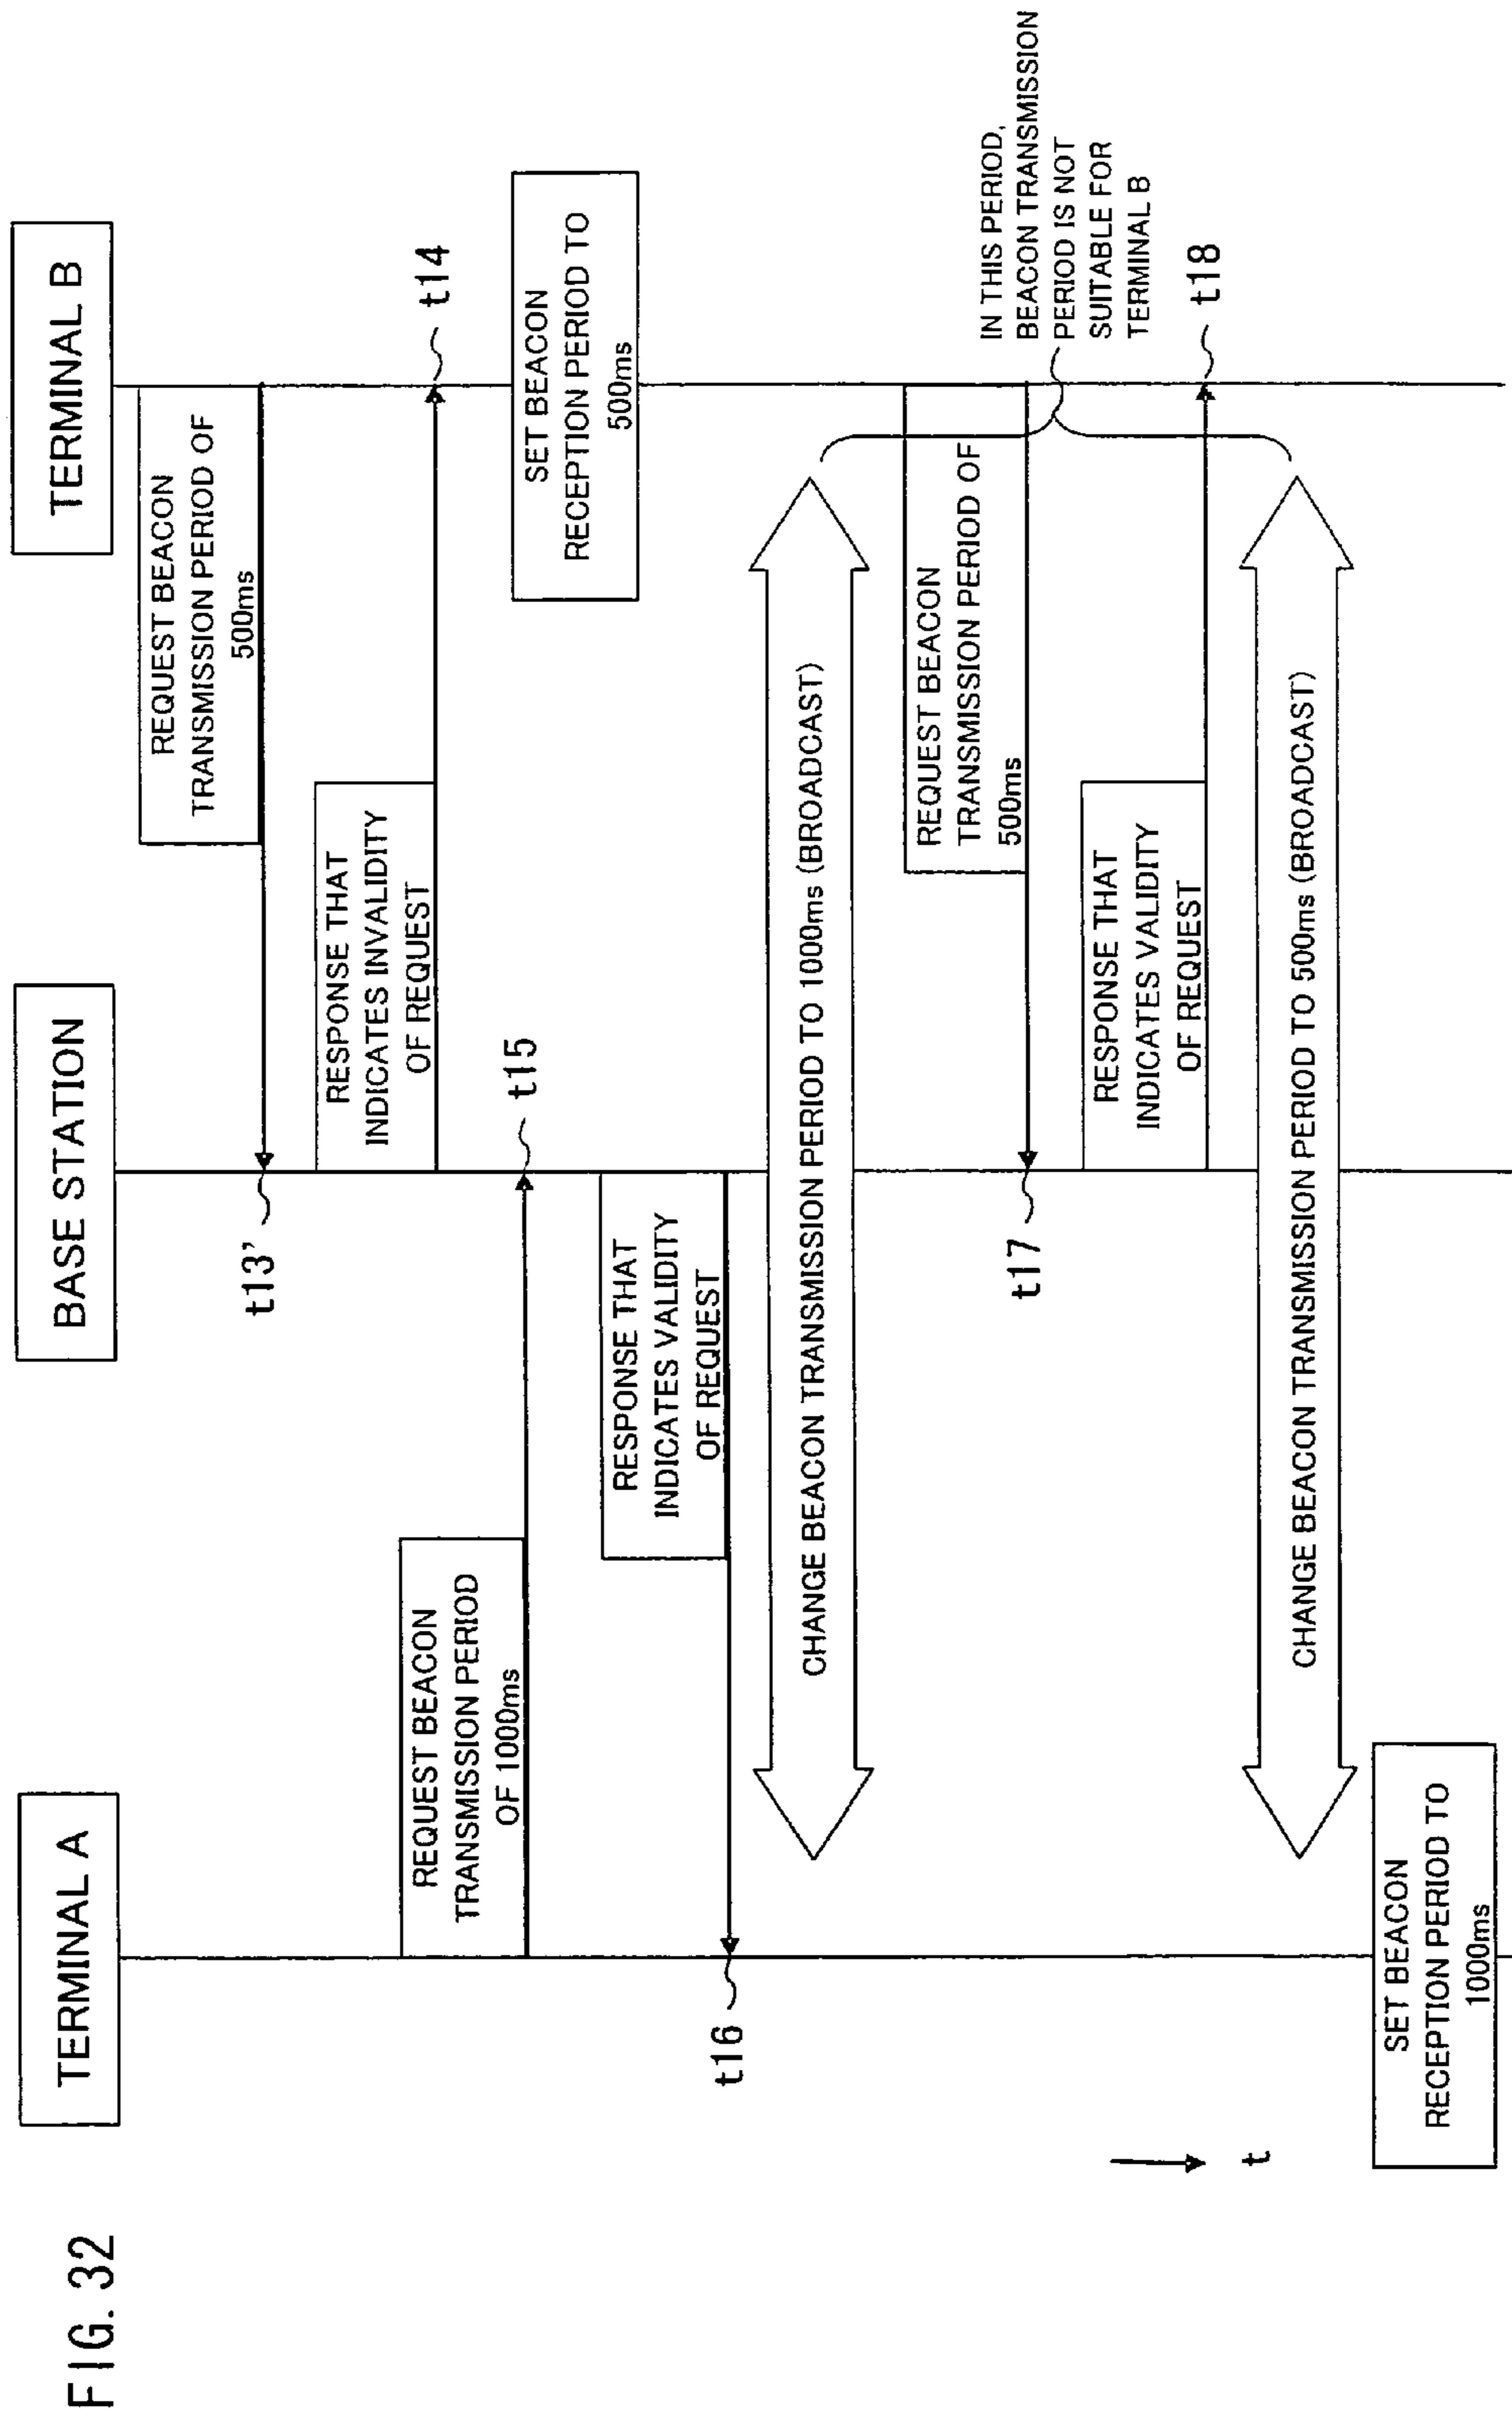 FIG. 32
TERMINAL A
BASE STATION
TERMINAL B
REQUEST BEACON
TRANSMISSION PERIOD OF
500ms
t13'
RESPONSE THAT
INDICATES INVALIDITY
OF REQUEST
t14
REQUEST BEACON
TRANSMISSION PERIOD
OF 1000ms
t15
SET BEACON
RECEPTION PERIOD TO
500ms
RESPONSE THAT
INDICATES VALIDITY
OF REQUEST
t16
CHANGE BEACON TRANSMISSION PERIOD TO 1000ms (BROADCAST)
REQUEST BEACON
TRANSMISSION PERIOD OF
500ms
t17
IN THIS PERIOD,
BEACON TRANSMISSION
PERIOD IS NOT
SUITABLE FOR
TERMINAL B
RESPONSE THAT
INDICATES VALIDITY
OF REQUEST
t18
t
CHANGE BEACON TRANSMISSION PERIOD TO 500ms (BROADCAST)
SET BEACON
RECEPTION PERIOD TO
1000ms